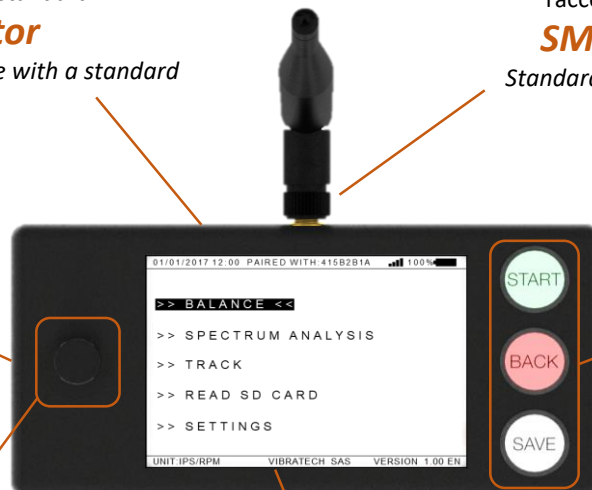 tor
SM
e with a standard
Standard
01/01/2017 12:00 PAIRED WITH:415B2B1A 100%
>> BALANCE <<
>> SPECTRUM ANALYSIS
>> TRACK
>> READ SD CARD
>> SETTINGS
UNIT:IPS/RPM VIBRATECH SAS VERSION 1.00 EN
START
BACK
SAVE